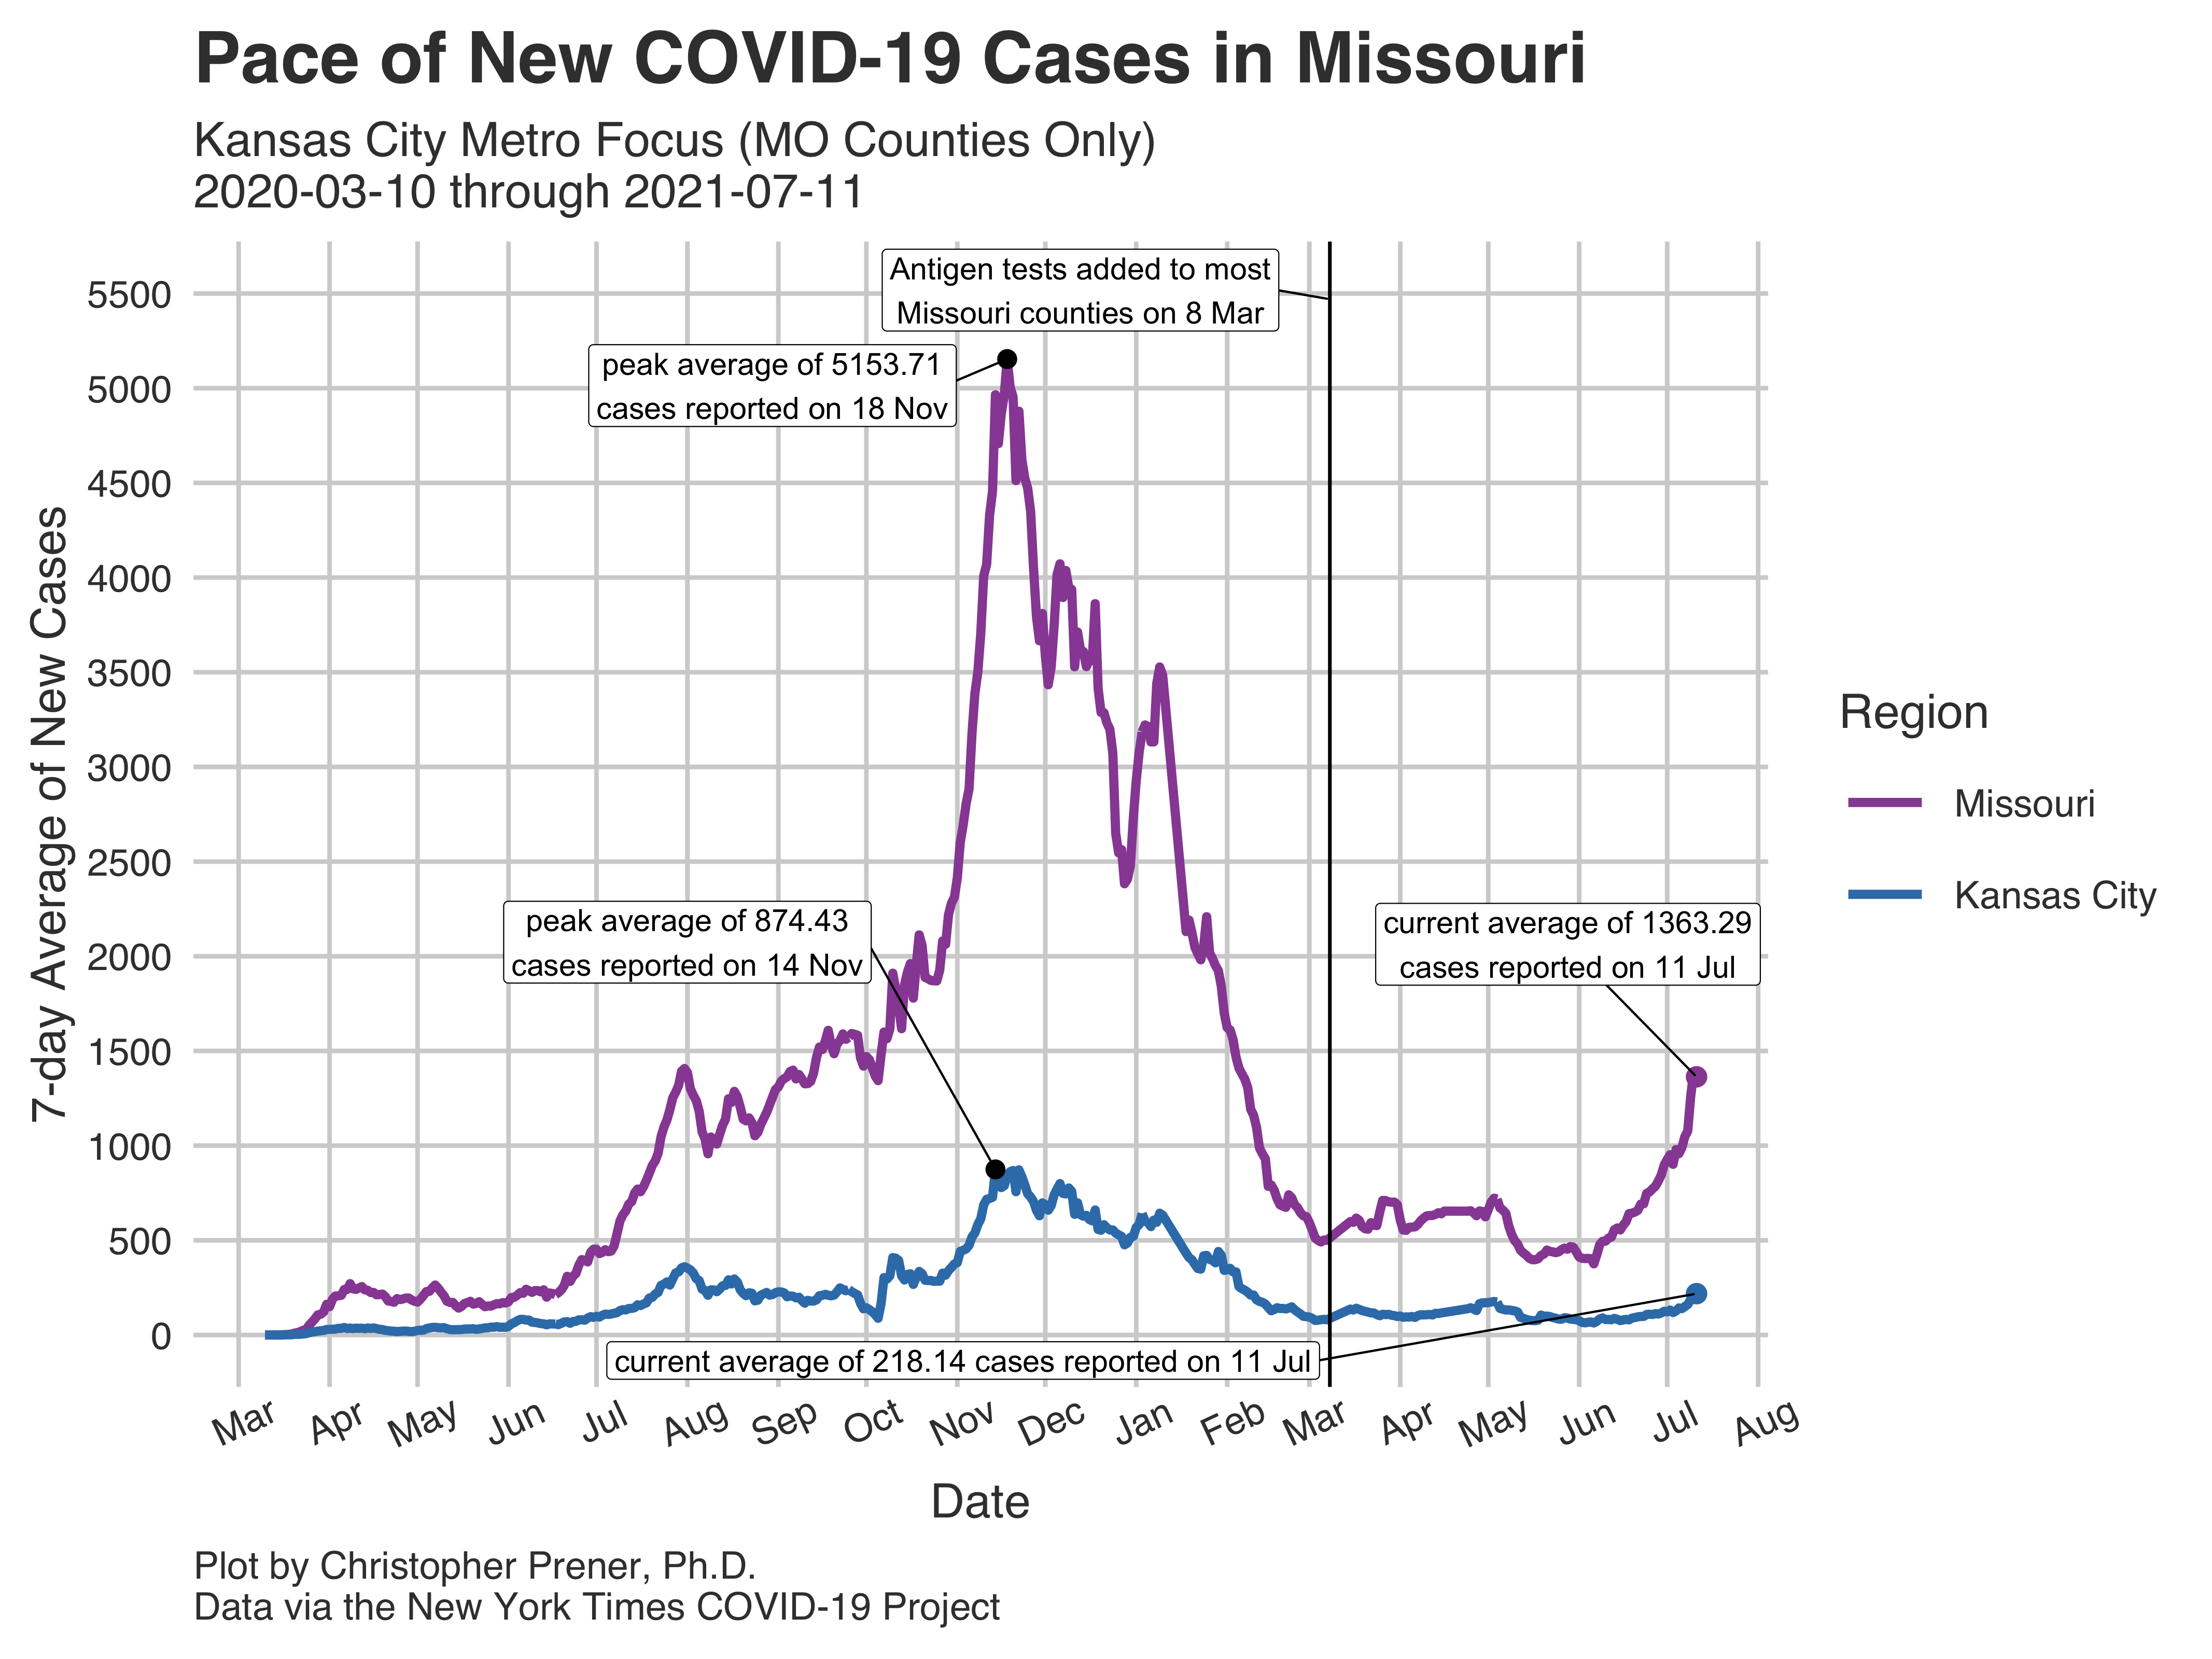 Pace of New COVID-19 Cases in Missouri
Kansas City Metro Focus (MO Counties Only)
2020-03-10 through 2021-07-11
Antigen tests added to most
Missouri counties on 8 Mar
peak average of 5153.71
cases reported on 18 Nov
peak average of 874.43
cases reported on 14 Nov
current average of 1363.29
cases reported on 11 Jul
current average of 218.14 cases reported on 11 Jul
7-day Average of New Cases
5500
5000
4500
4000
3500
3000
2500
2000
1500
1000
500
0
Mar
Apr
May
Jun
Jul
Aug
Sep
Oct
Nov
Dec
Jan
Feb
Mar
Apr
May
Jun
Jul
Aug
Date
Region
Missouri
Kansas City
Plot by Christopher Prener, Ph.D.
Data via the New York Times COVID-19 Project